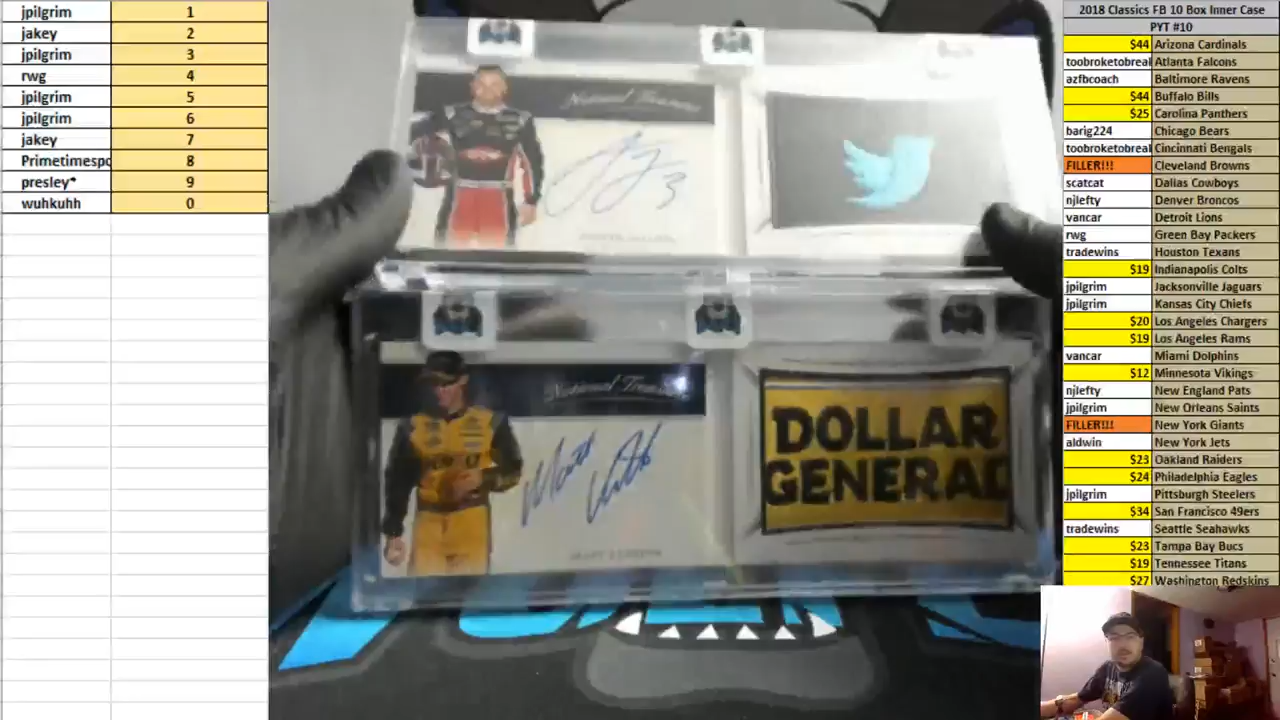 jpilgrim 1
jakey 2
jpilgrim 3
rwg 4
jpilgrim 5
jpilgrim 6
jakey 7
Primetimespo 8
presley* 9
wuhkuhh 0
National Treasures
3
National Treasures
Matt
DOLLAR
GENERAL
2018 Classics FB 10 Box Inner Case
PYT #10
$44 Arizona Cardinals
toobroketobreal Atlanta Falcons
azfbcoach Baltimore Ravens
$44 Buffalo Bills
$25 Carolina Panthers
barig224 Chicago Bears
toobroketobreal Cincinnati Bengals
FILLER!!! Cleveland Browns
scatcat Dallas Cowboys
njlefty Denver Broncos
vancar Detroit Lions
rwg Green Bay Packers
tradewins Houston Texans
$19 Indianapolis Colts
jpilgrim Jacksonville Jaguars
jpilgrim Kansas City Chiefs
$20 Los Angeles Chargers
$19 Los Angeles Rams
vancar Miami Dolphins
$12 Minnesota Vikings
njlefty New England Pats
jpilgrim New Orleans Saints
FILLER!!! New York Giants
aldwin New York Jets
$23 Oakland Raiders
$24 Philadelphia Eagles
jpilgrim Pittsburgh Steelers
$34 San Francisco 49ers
tradewins Seattle Seahawks
$23 Tampa Bay Bucs
$19 Tennessee Titans
$27 Washington Redskins